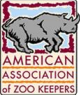 AMERICAN
ASSOCIATION
OF ZOO KEEPERS